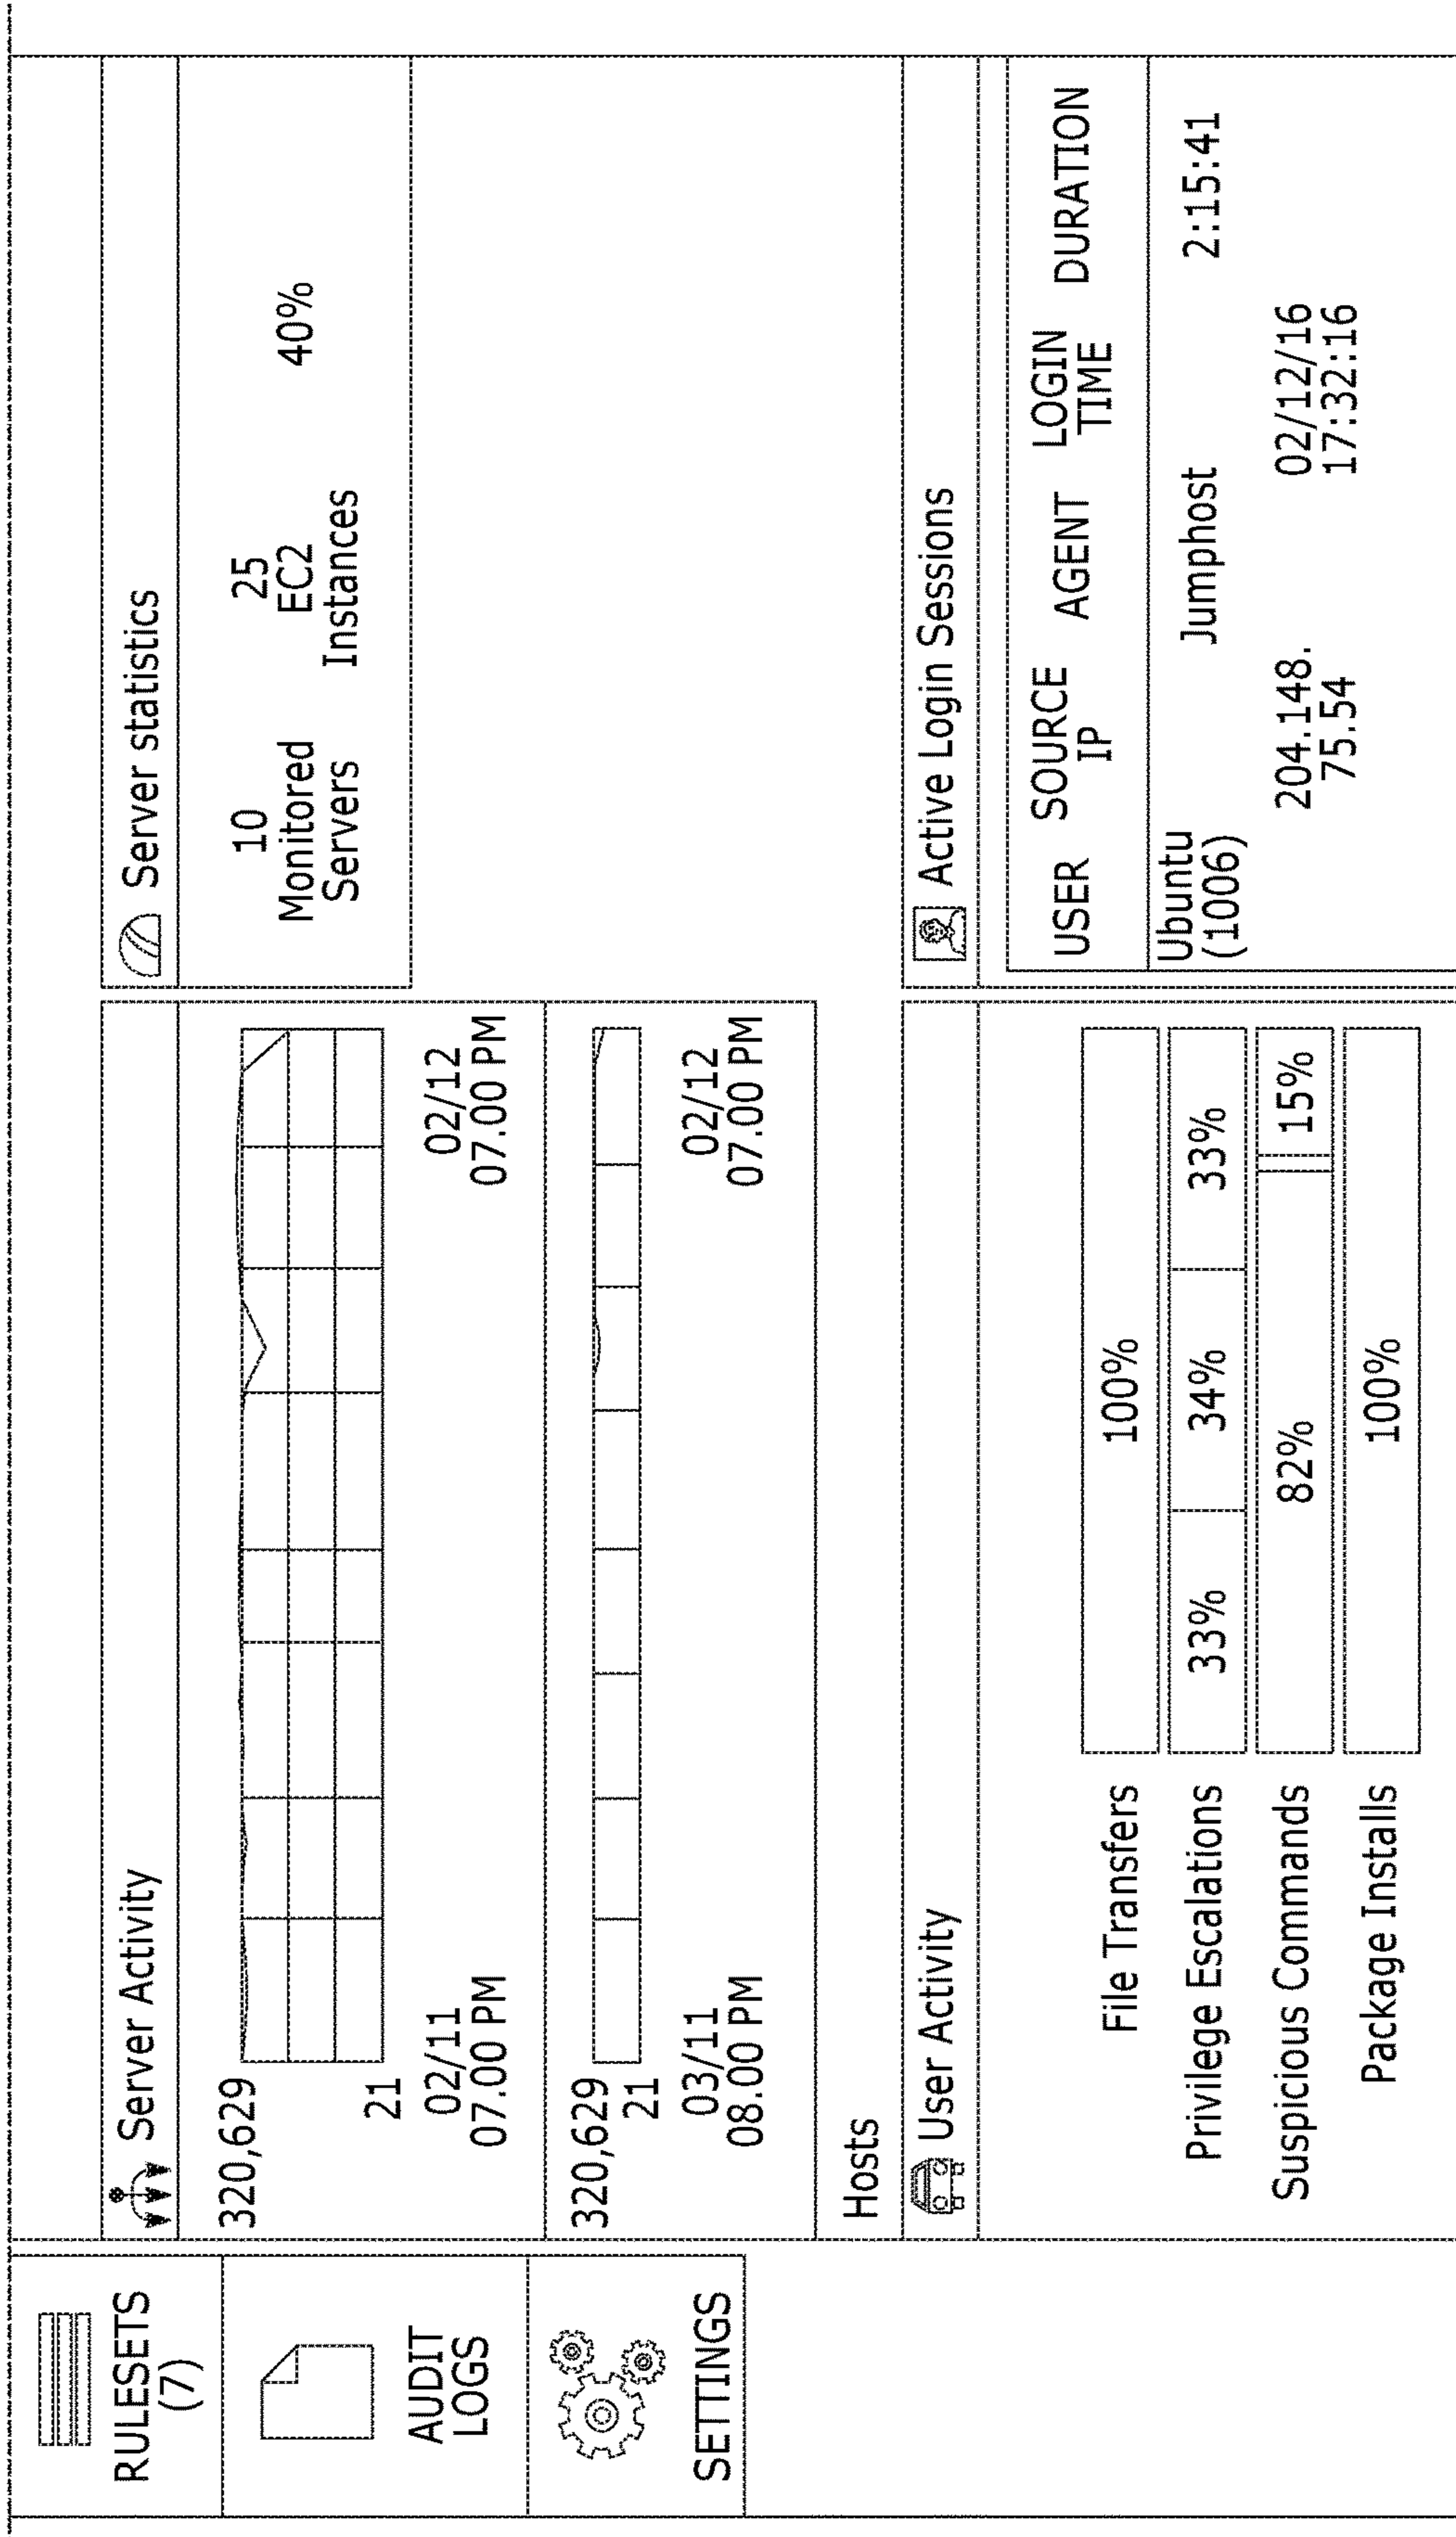 RULESETS
(7)
AUDIT
LOGS
SETTINGS
Server Activity
320,629
21
02/11
07.00 PM
02/12
07.00 PM
320,629
21
03/11
08.00 PM
02/12
07.00 PM
Hosts
Server statistics
10
Monitored
Servers
25
EC2
Instances
40%
User Activity
File Transfers
100%
Privilege Escalations
33%
34%
33%
Suspicious Commands
82%
15%
Package Installs
100%
Active Login Sessions
USER
SOURCE
IP
AGENT
LOGIN
TIME
DURATION
Ubuntu
(1006)
204.148.
75.54
Jumphost
02/12/16
17:32:16
2:15:41